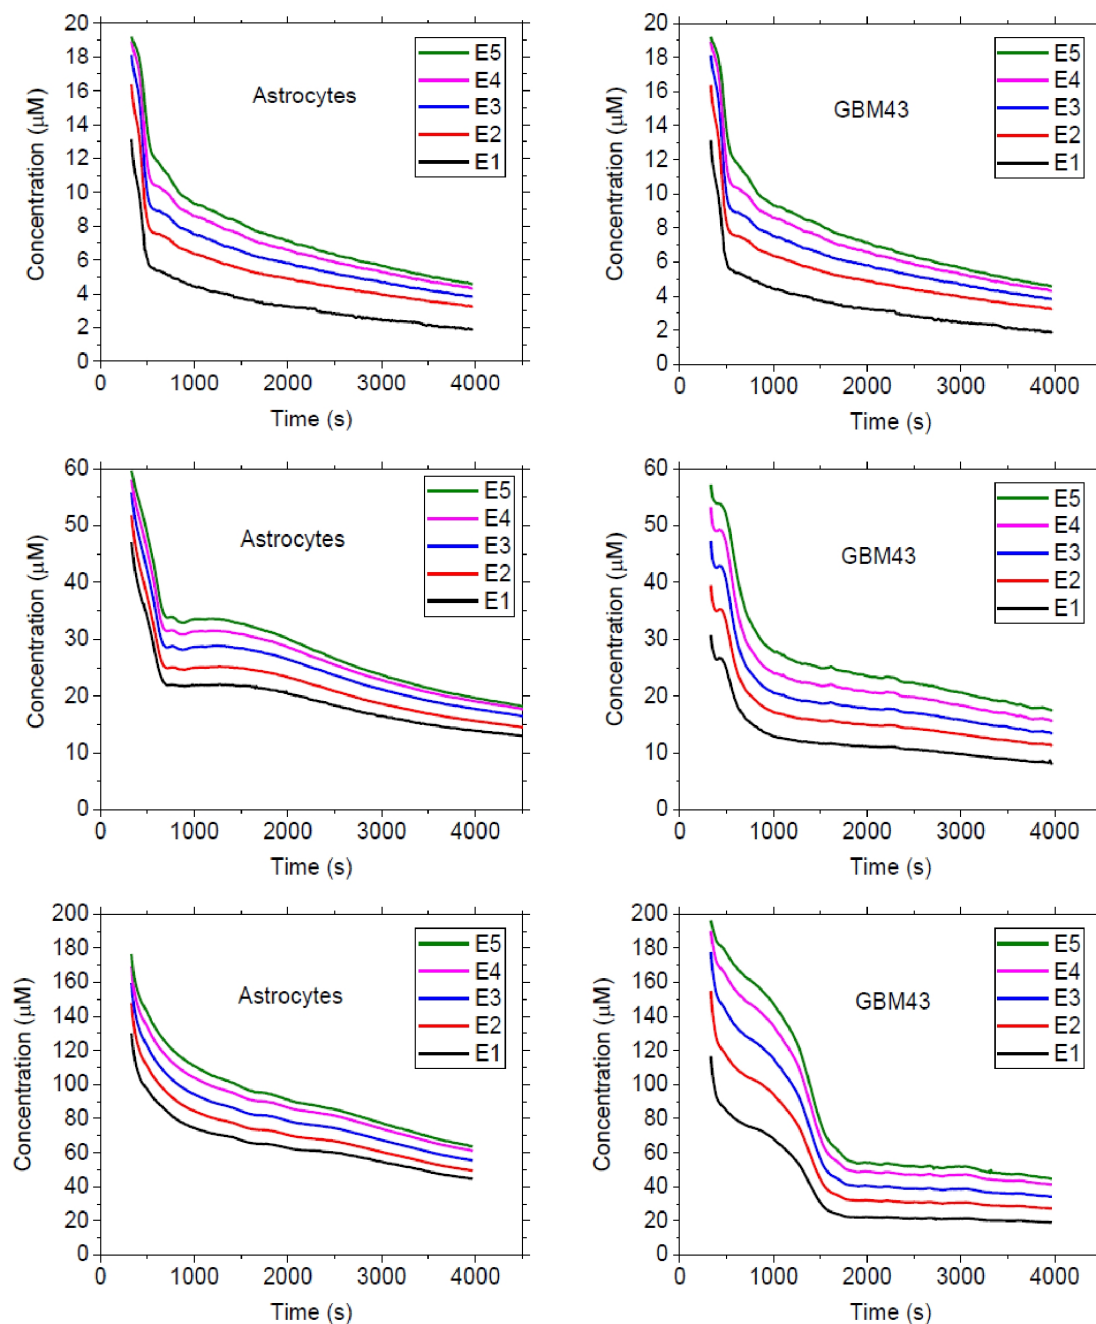 Concentration (μM)
20
18
16
14
12
10
8
6
4
2
0
Astrocytes
E5
E4
E3
E2
E1
0 1000 2000 3000 4000
Time (s)
Concentration (μM)
20
18
16
14
12
10
8
6
4
2
0
GBM43
E5
E4
E3
E2
E1
0 1000 2000 3000 4000
Time (s)
Concentration (μM)
60
50
40
30
20
10
0
Astrocytes
E5
E4
E3
E2
E1
0 1000 2000 3000 4000
Time (s)
Concentration (μM)
60
50
40
30
20
10
0
GBM43
E5
E4
E3
E2
E1
0 1000 2000 3000 4000
Time (s)
Concentration (μM)
200
180
160
140
120
100
80
60
40
20
0
Astrocytes
E5
E4
E3
E2
E1
0 1000 2000 3000 4000
Time (s)
Concentration (μM)
200
180
160
140
120
100
80
60
40
20
0
GBM43
E5
E4
E3
E2
E1
0 1000 2000 3000 4000
Time (s)